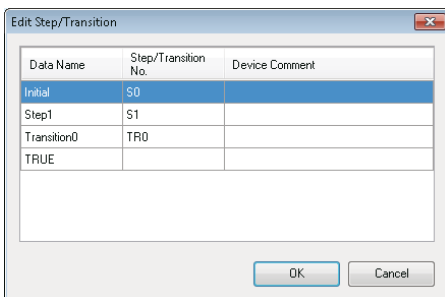 Edit Step/Transition
Data Name Step/Transition No. Device Comment
Initial S0
Step1 S1
Transition0 TR0
TRUE
OK Cancel